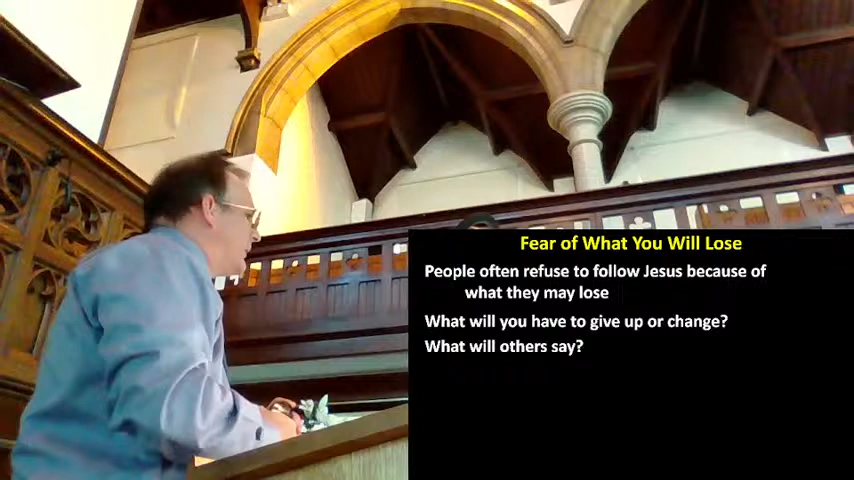 Fear of What You Will Lose
People often refuse to follow Jesus because of
what they may lose
What will you have to give up or change?
What will others say?